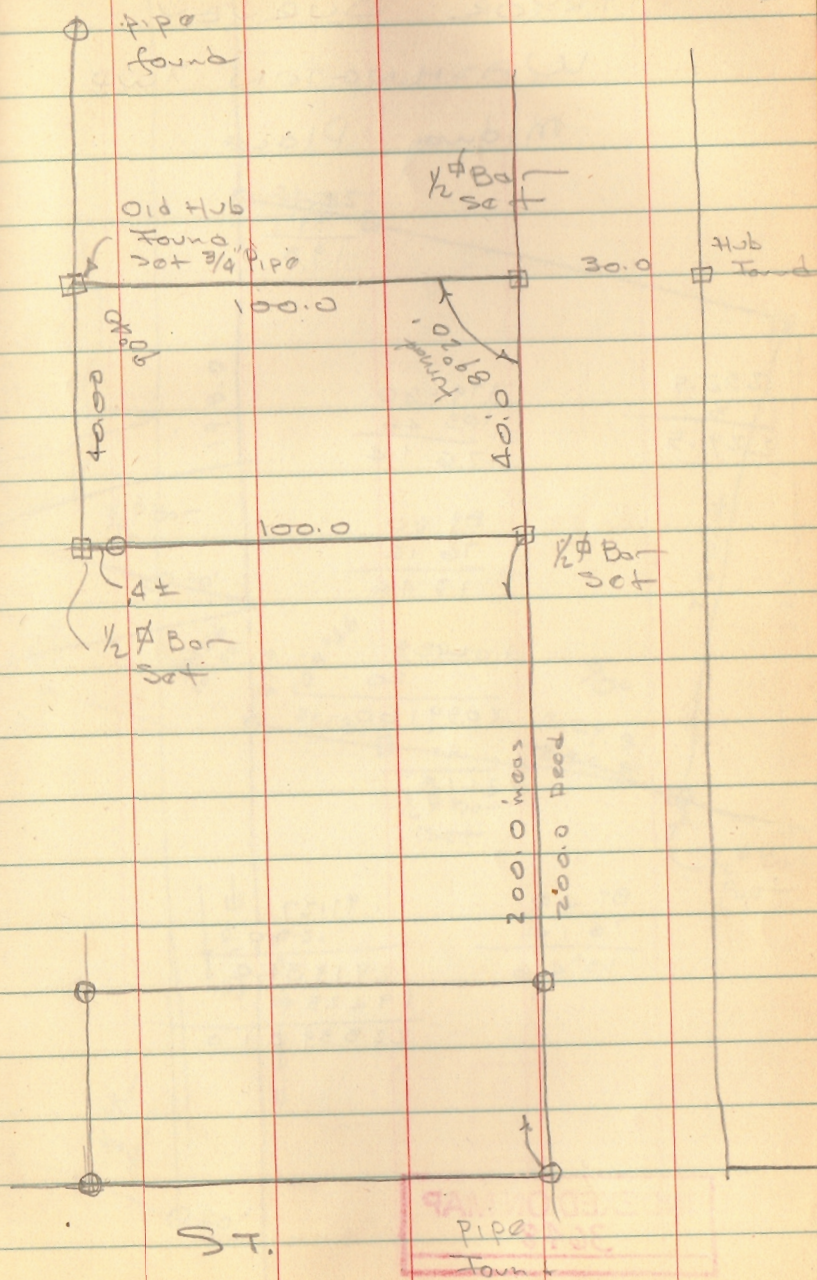 pipe
found
1/2 ϕ Bar
Set
Old Hub
Found
Set 3/4" Pipe
Hub
Found
30.0
100.0
turned
89°20'
40.00
40.0
100.0
1/2 ϕ Bar
Set
.4 ±
1/2 ϕ Bar
Set
200.0 meas
200.0 Deed
ST.
pipe
Foun